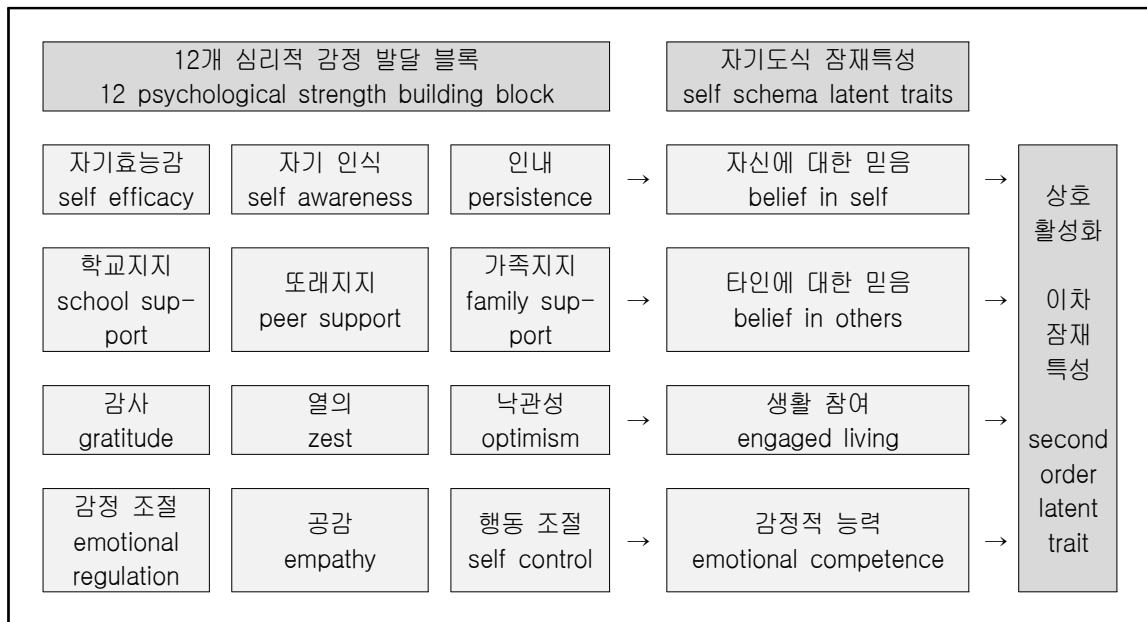 12개 심리적 감정 발달 블록
12 psychological strength building block
자기도식 잠재특성
self schema latent traits
자기효능감
self efficacy
자기 인식
self awareness
인내
persistence
→
자신에 대한 믿음
belief in self
→
학교지지
school sup-
port
또래지지
peer support
가족지지
family sup-
port
→
타인에 대한 믿음
belief in others
→
감사
gratitude
열의
zest
낙관성
optimism
→
생활 참여
engaged living
→
감정 조절
emotional
regulation
공감
empathy
행동 조절
self control
→
감정적 능력
emotional competence
→
상호
활성화
이차
잠재
특성
second
order
latent
trait